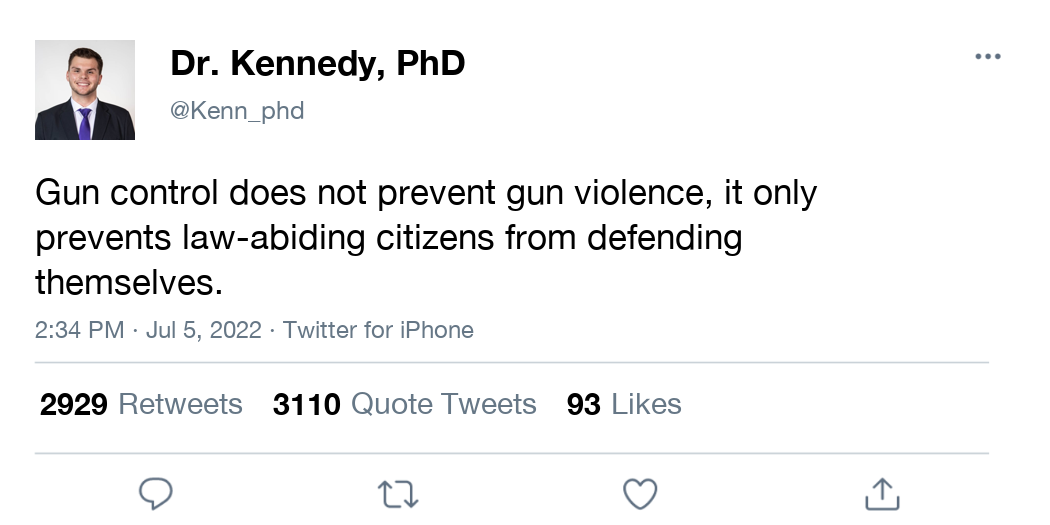 Dr. Kennedy, PhD
@Kenn_phd
Gun control does not prevent gun violence, it only
prevents law-abiding citizens from defending
themselves.
2:34 PM · Jul 5, 2022 · Twitter for iPhone
2929 Retweets 3110 Quote Tweets 93 Likes